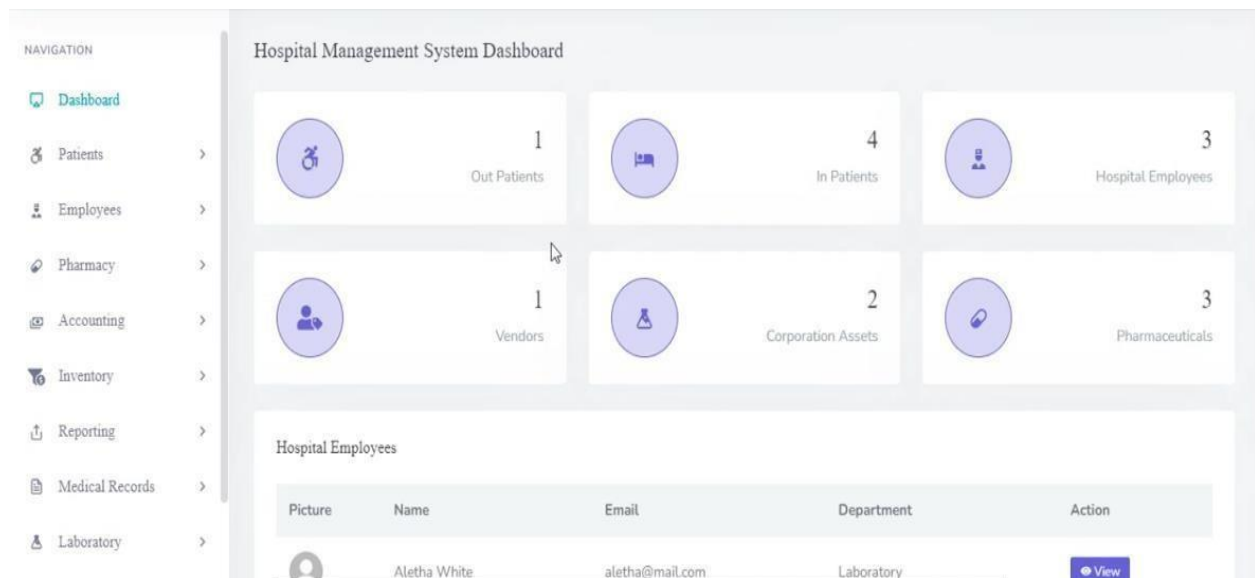 NAVIGATION
Dashboard
Patients
Employees
Pharmacy
Accounting
Inventory
Reporting
Medical Records
Laboratory
Hospital Management System Dashboard
1
Out Patients
4
In Patients
3
Hospital Employees
1
Vendors
2
Corporation Assets
3
Pharmaceuticals
Hospital Employees
Picture Name Email Department Action
Aletha White aletha@mail.com Laboratory View